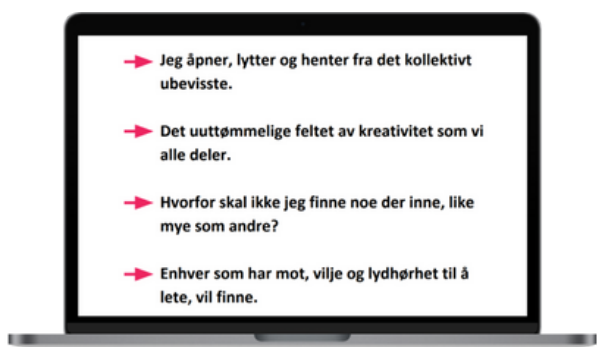 Jeg åpner, lytter og henter fra det kollektivt
ubevisste.
Det uuttømmelige feltet av kreativitet som vi
alle deler.
Hvorfor skal ikke jeg finne noe der inne, like
mye som andre?
Enhver som har mot, vilje og lydhørhet til å
lete, vil finne.